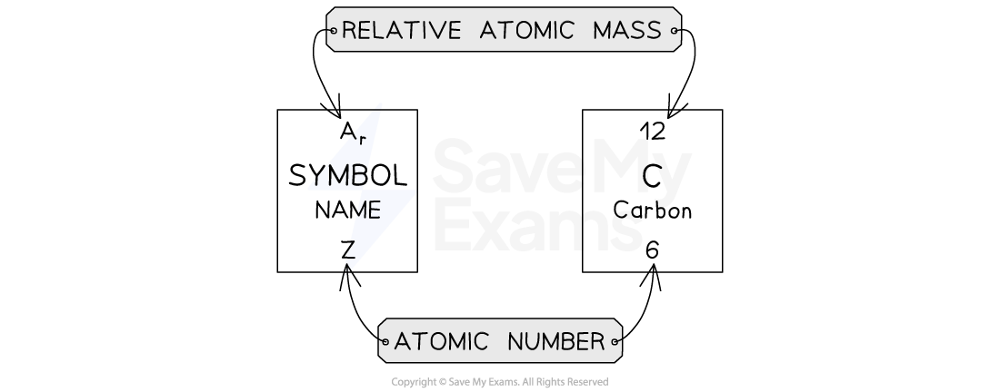 RELATIVE ATOMIC MASS
Ar
SYMBOL
NAME
Z
12
C
Carbon
6
Save My
Exams
ATOMIC NUMBER
Copyright © Save My Exams. All Rights Reserved